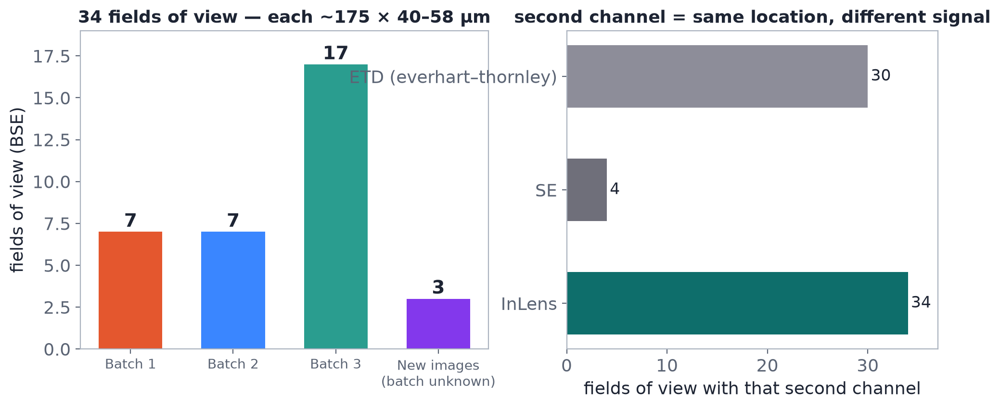 34 fields of view — each ~175 × 40–58 µm
fields of view (BSE)
17.5
15.0
12.5
10.0
7.5
5.0
2.5
0.0
7
7
17
3
Batch 1
Batch 2
Batch 3
New images
(batch unknown)
second channel = same location, different signal
ETD (everhart–thornley)
30
SE
4
InLens
34
0
10
20
30
fields of view with that second channel